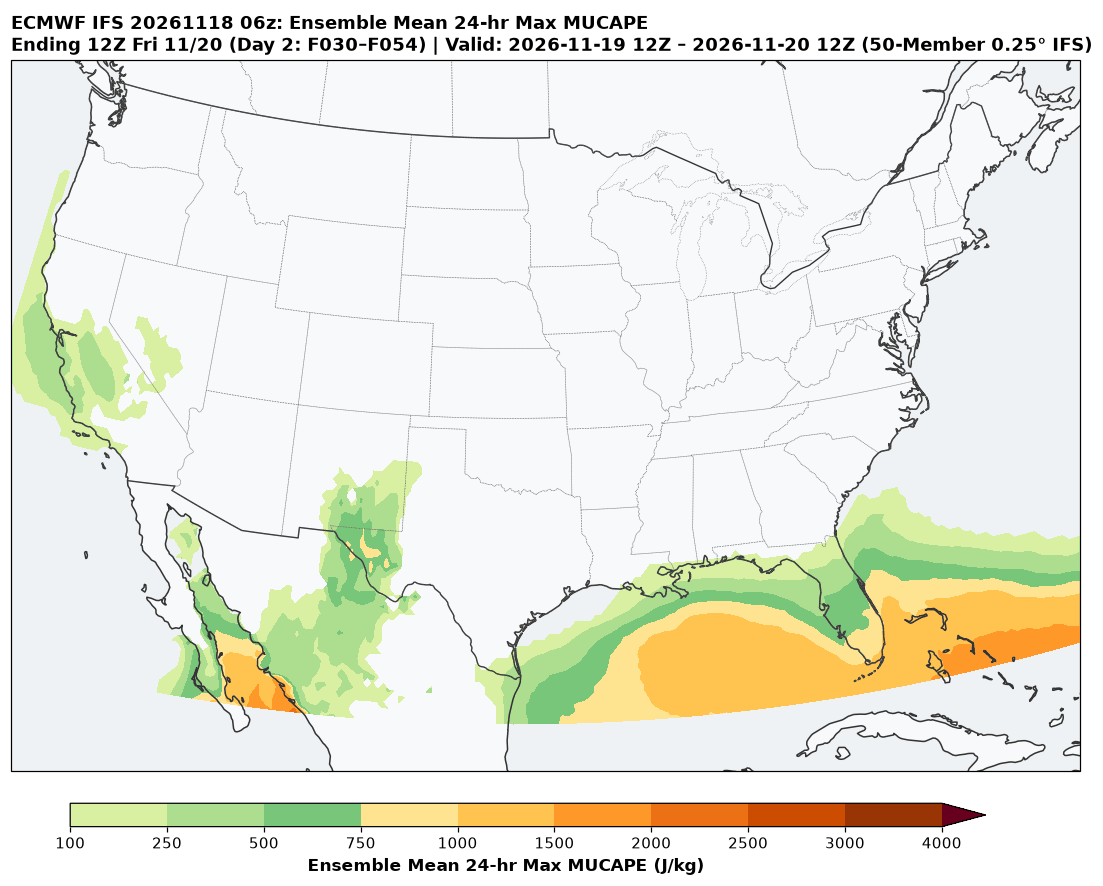 ECMWF IFS 20261118 06z: Ensemble Mean 24-hr Max MUCAPE
Ending 12Z Fri 11/20 (Day 2: F030–F054) | Valid: 2026-11-19 12Z – 2026-11-20 12Z (50-Member 0.25° IFS)
100 250 500 750 1000 1500 2000 2500 3000 4000
Ensemble Mean 24-hr Max MUCAPE (J/kg)